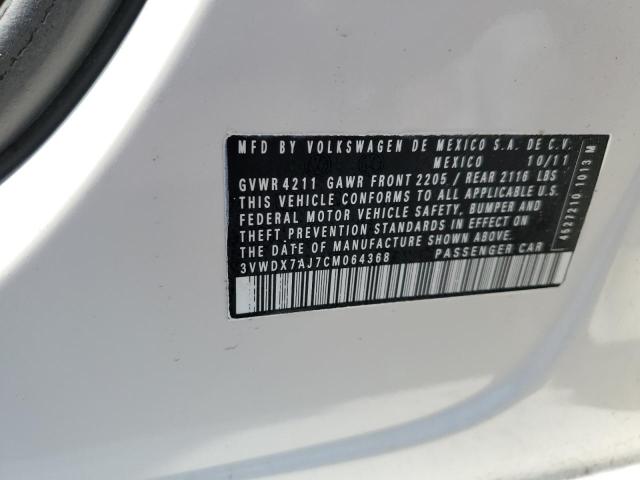 MFD BY VOLKSWAGEN DE MEXICO S.A. DE C.V.
MEXICO 10/11
GVWR 4211 GAWR FRONT 2205 / REAR 2116 LBS
THIS VEHICLE CONFORMS TO ALL APPLICABLE U.S.
FEDERAL MOTOR VEHICLE SAFETY, BUMPER AND
THEFT PREVENTION STANDARDS IN EFFECT ON
THE DATE OF MANUFACTURE SHOWN ABOVE.
3VWDX7AJ7CM064368 PASSENGER CAR
4527210 1013 M